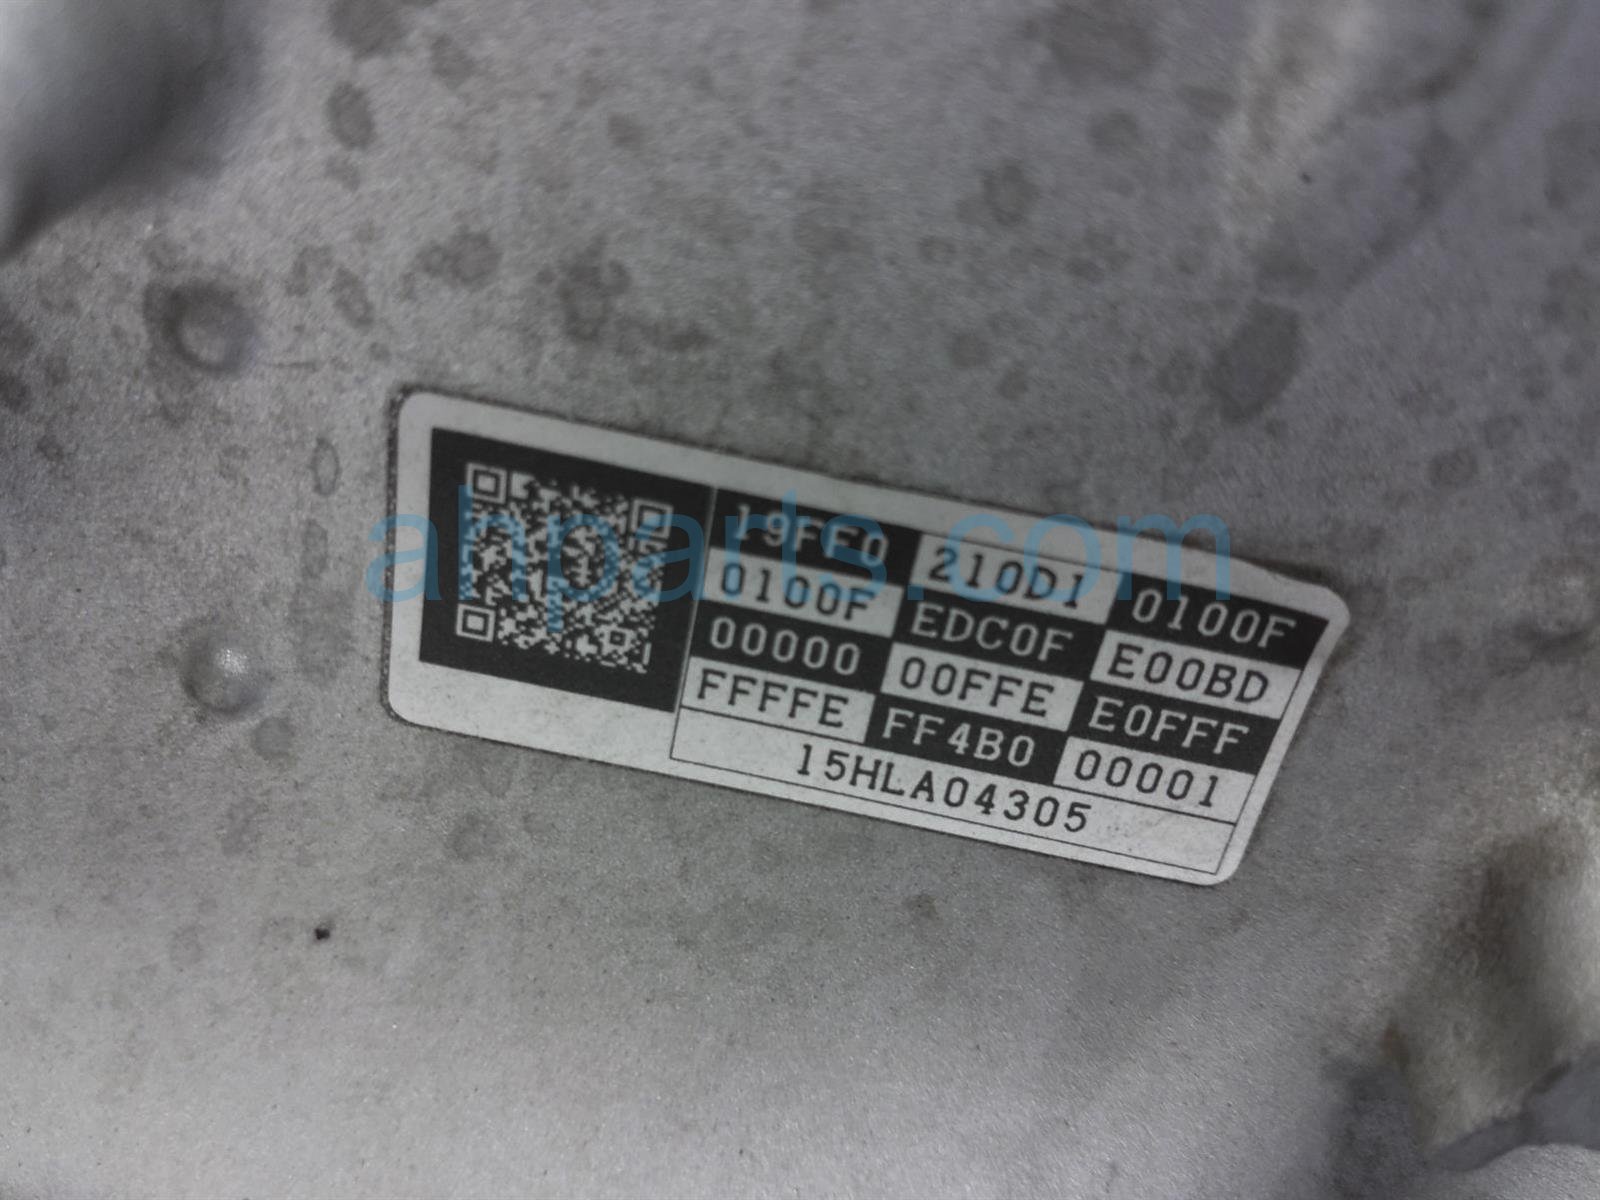 19FF0 210D1 0100F
0100F EDC0F E00BD
00000 00FFE E0FFF
FFFFE FF4B0 00001
15HLA04305
ahparts.com